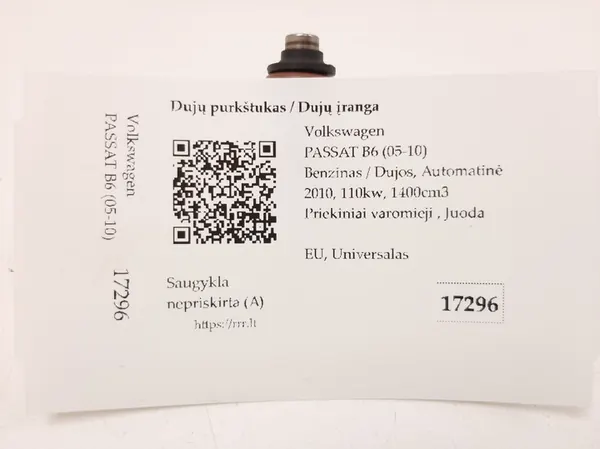 Dujų purkštukas / Dujų įranga
Volkswagen
PASSAT B6 (05-10)
Benzinas / Dujos, Automatinė
2010, 110kw, 1400cm3
Priekiniai varomieji , Juoda
EU, Universalas
Saugykla
nepriskirta (A)
https://rrr.lt
17296
Volkswagen
PASSAT B6 (05-10)
17296